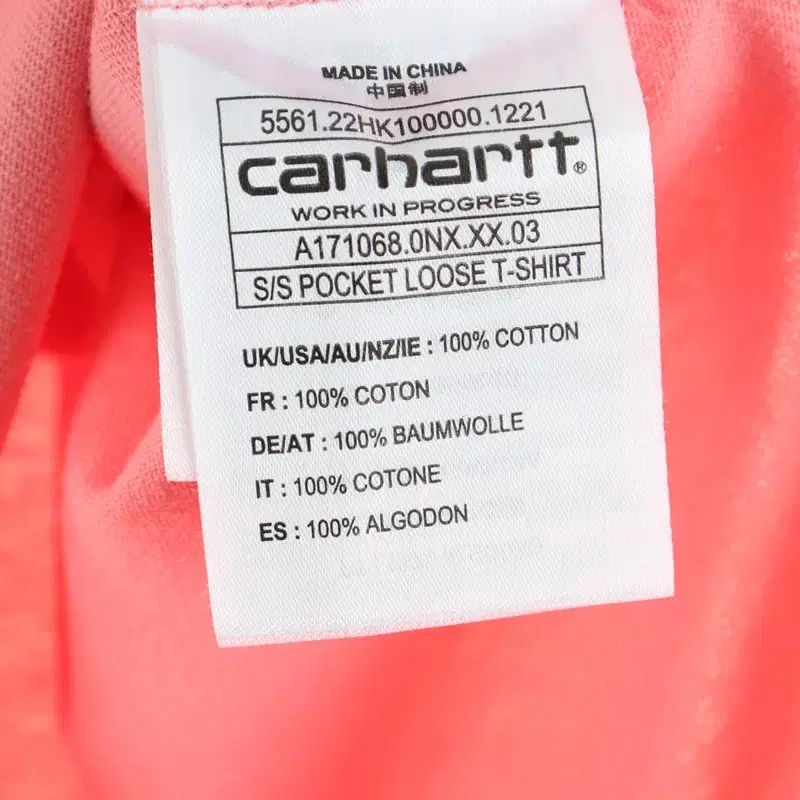 MADE IN CHINA
中国制
5561.22HK100000.1221
carhartt®
WORK IN PROGRESS
A171068.0NX.XX.03
S/S POCKET LOOSE T-SHIRT
UK/USA/AU/NZ/IE : 100% COTTON
FR : 100% COTON
DE/AT : 100% BAUMWOLLE
IT : 100% COTONE
ES : 100% ALGODON